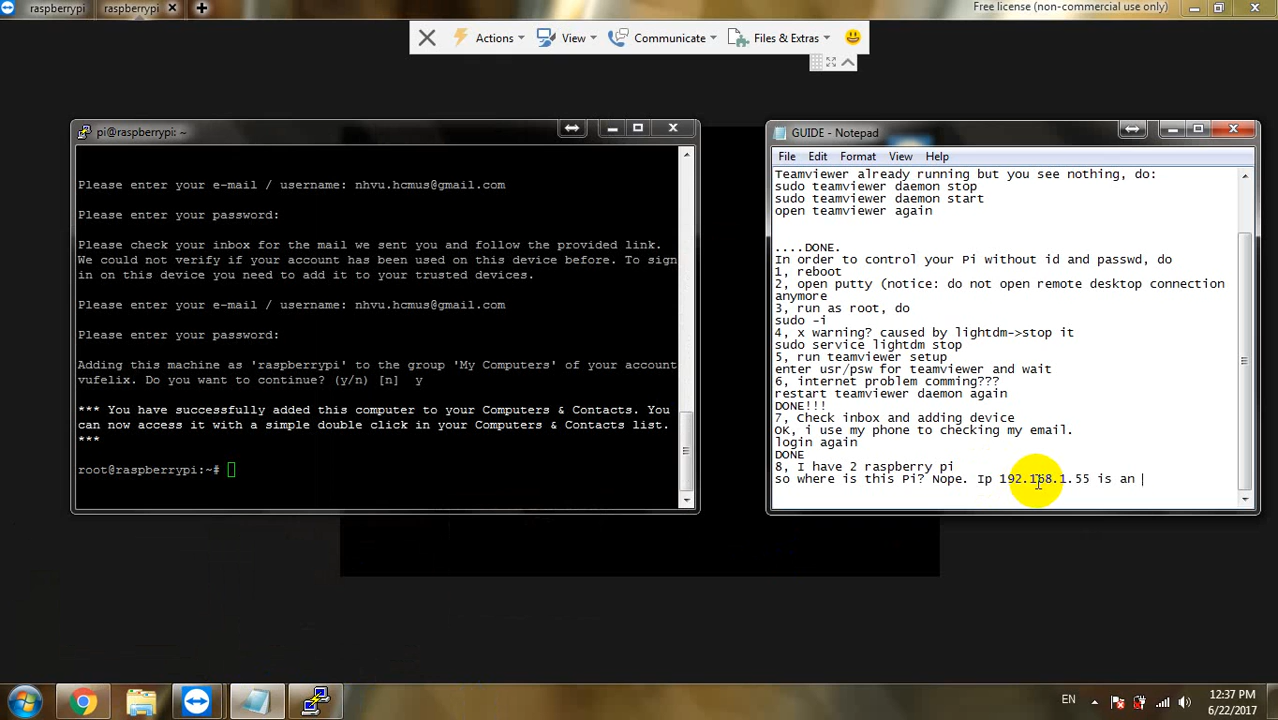 raspberrypi
raspberrypi
Free license (non-commercial use only)
Actions
View
Communicate
Files & Extras
pi@raspberrypi: ~
Please enter your e-mail / username: nhvu.hcmus@gmail.com
Please enter your password:
Please check your inbox for the mail we sent you and follow the provided link.
We could not verify if your account has been used on this device before. To sign
in on this device you need to add it to your trusted devices.
Please enter your e-mail / username: nhvu.hcmus@gmail.com
Please enter your password:
Adding this machine as 'raspberrypi' to the group 'My Computers' of your account
vufelix. Do you want to continue? (y/n) [n]  y
*** You have successfully added this computer to your Computers & Contacts. You
can now access it with a simple double click in your Computers & Contacts list.
***
root@raspberrypi:~#
GUIDE - Notepad
File Edit Format View Help
Teamviewer already running but you see nothing, do:
sudo teamviewer daemon stop
sudo teamviewer daemon start
open teamviewer again
....DONE.
In order to control your Pi without id and passwd, do
1, reboot
2, open putty (notice: do not open remote desktop connection
anymore
3, run as root, do
sudo -i
4, x warning? caused by lightdm->stop it
sudo service lightdm stop
5, run teamviewer setup
enter usr/psw for teamviewer and wait
6, internet problem comming???
restart teamviewer daemon again
DONE!!!
7, Check inbox and adding device
OK, i use my phone to checking my email.
login again
DONE
8, I have 2 raspberry pi
so where is this Pi? Nope. Ip 192.168.1.55 is an
EN
12:37 PM
6/22/2017